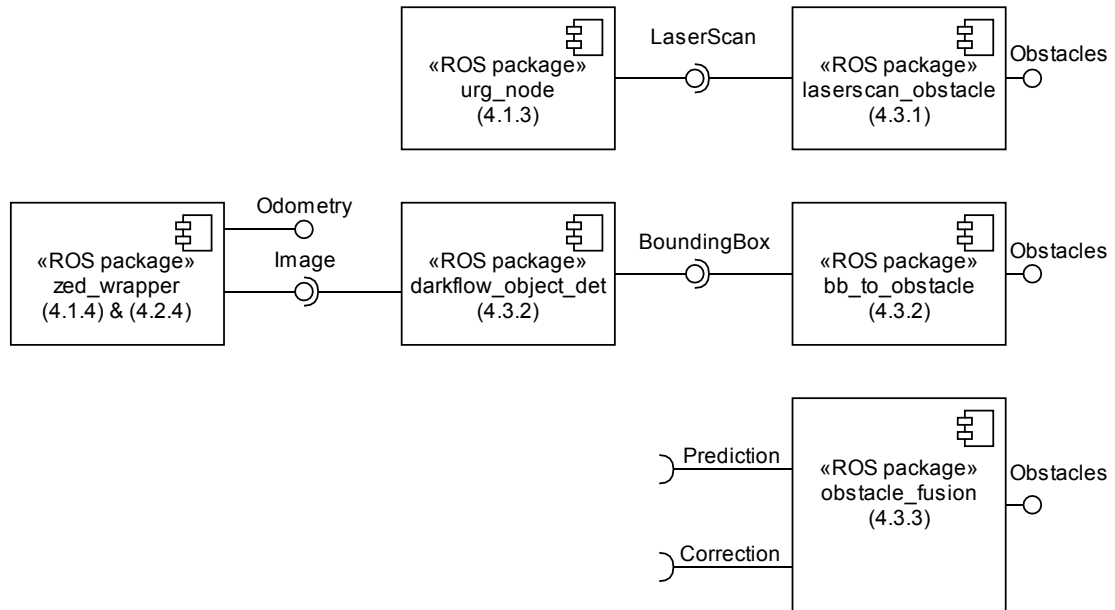 LaserScan
«ROS package»
urg_node
(4.1.3)
«ROS package»
laserscan_obstacle
(4.3.1)
Obstacles
Odometry
Image
«ROS package»
zed_wrapper
(4.1.4) & (4.2.4)
«ROS package»
darkflow_object_det
(4.3.2)
BoundingBox
«ROS package»
bb_to_obstacle
(4.3.2)
Obstacles
Prediction
Correction
«ROS package»
obstacle_fusion
(4.3.3)
Obstacles